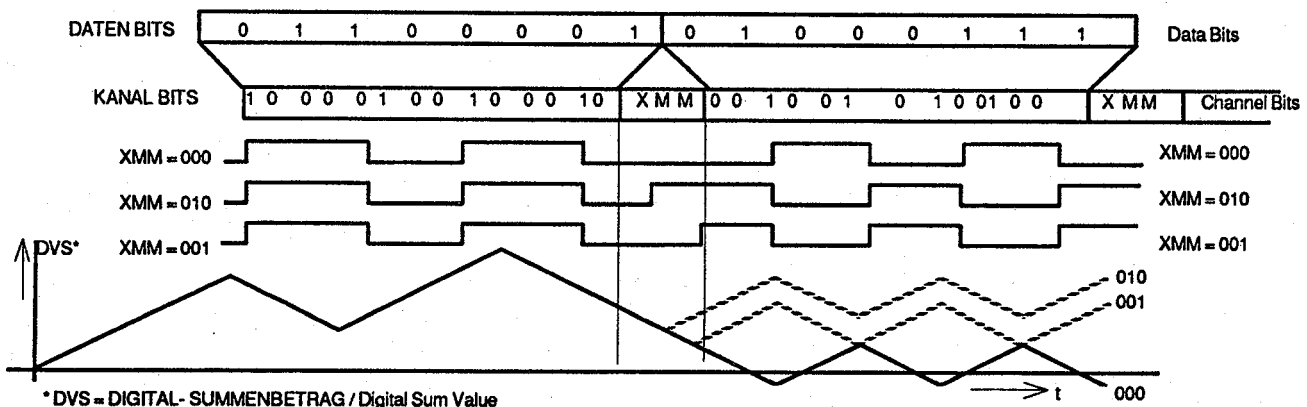 DATEN BITS 0 1 1 0 0 0 0 1 0 1 0 0 0 1 1 1 Data Bits
KANAL BITS 1 0 0 0 0 1 0 0 1 0 0 0 1 0 X M M 0 0 1 0 0 1 0 1 0 0 1 0 0 X M M Channel Bits
XMM = 000 XMM = 000
XMM = 010 XMM = 010
XMM = 001 XMM = 001
DVS*
010
001
t 000
* DVS = DIGITAL- SUMMENBETRAG / Digital Sum Value